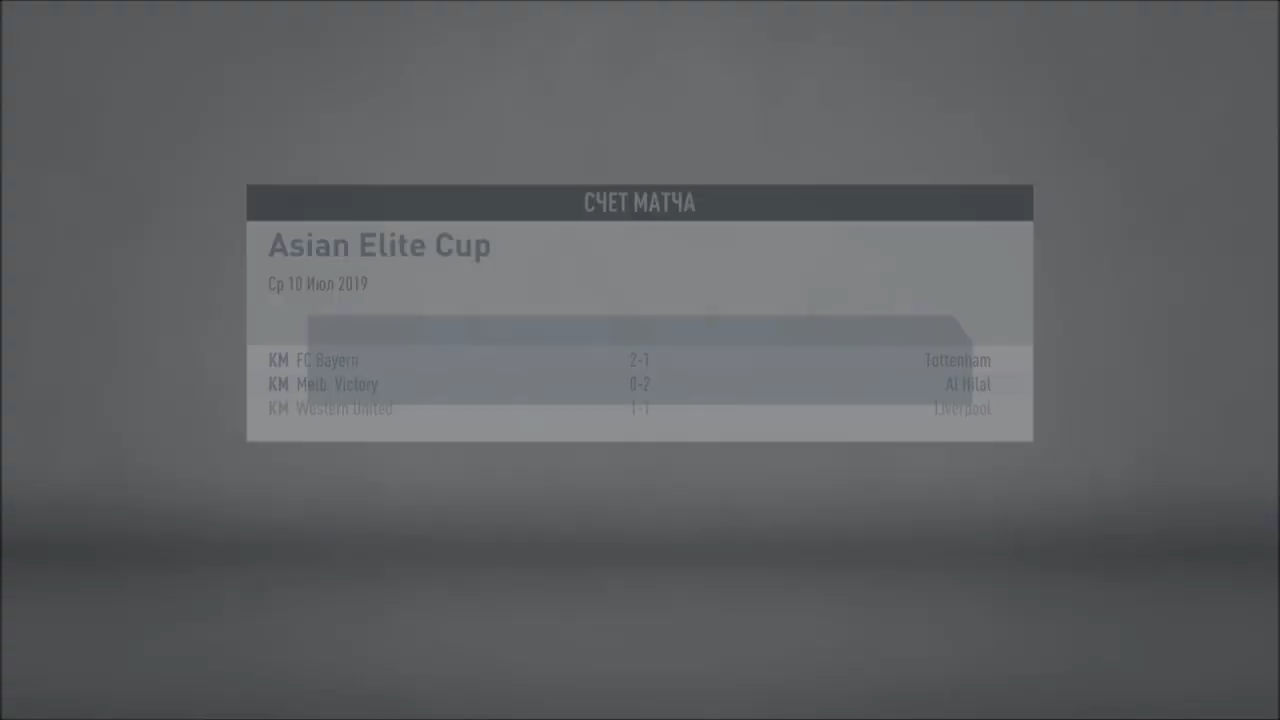 СЧЕТ МАТЧА
Asian Elite Cup
Ср 10 Июл 2019
КМ FC Bayern 2-1 Tottenham
КМ Melb. Victory 0-2 Al Hilal
КМ Western United 1-1 Liverpool